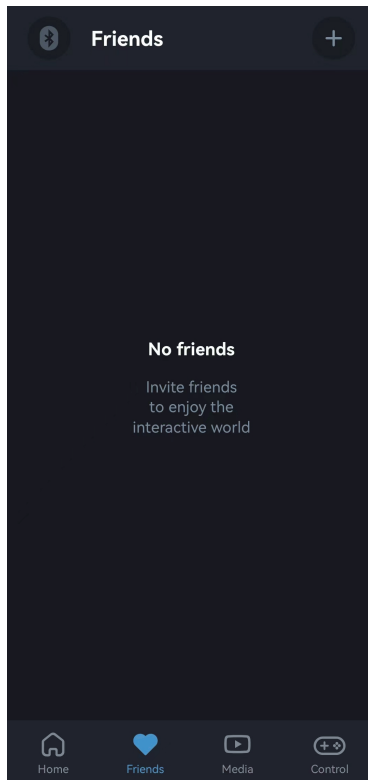 Friends
No friends
Invite friends
to enjoy the
interactive world
Home
Friends
Media
Control